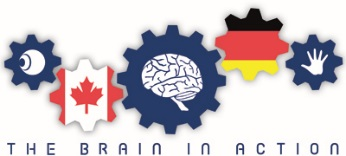 THE BRAIN IN ACTION